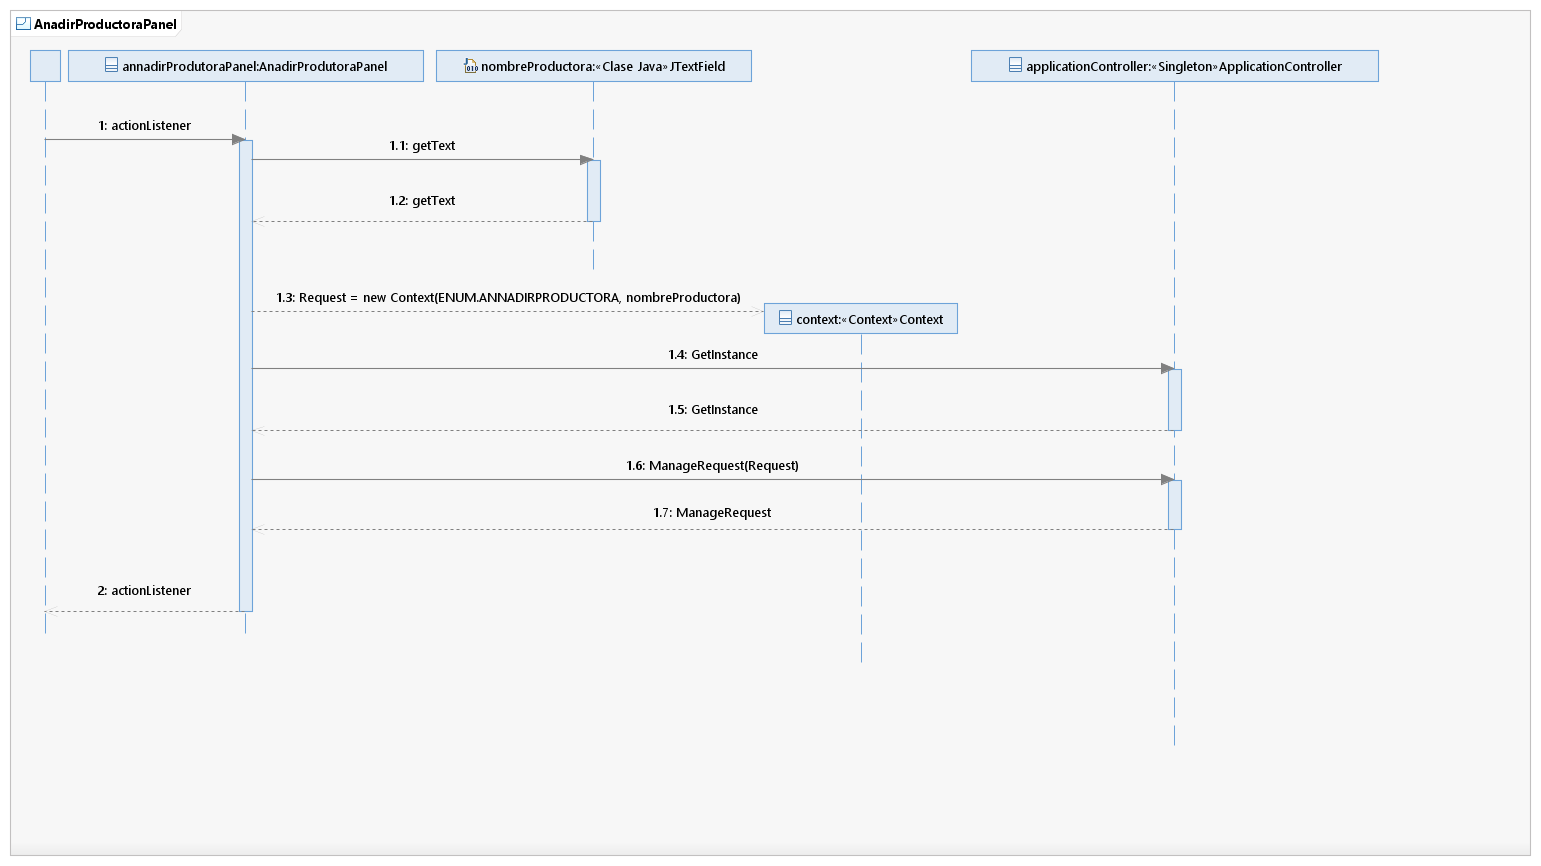 AnadirProductoraPanel
annadirProdutoraPanel:AnadirProdutoraPanel
nombreProductora:«Clase Java»JTextField
applicationController:«Singleton»ApplicationController
1: actionListener
1.1: getText
1.2: getText
1.3: Request = new Context(ENUM.ANNADIRPRODUCTORA, nombreProductora)
context:«Context»Context
1.4: GetInstance
1.5: GetInstance
1.6: ManageRequest(Request)
1.7: ManageRequest
2: actionListener